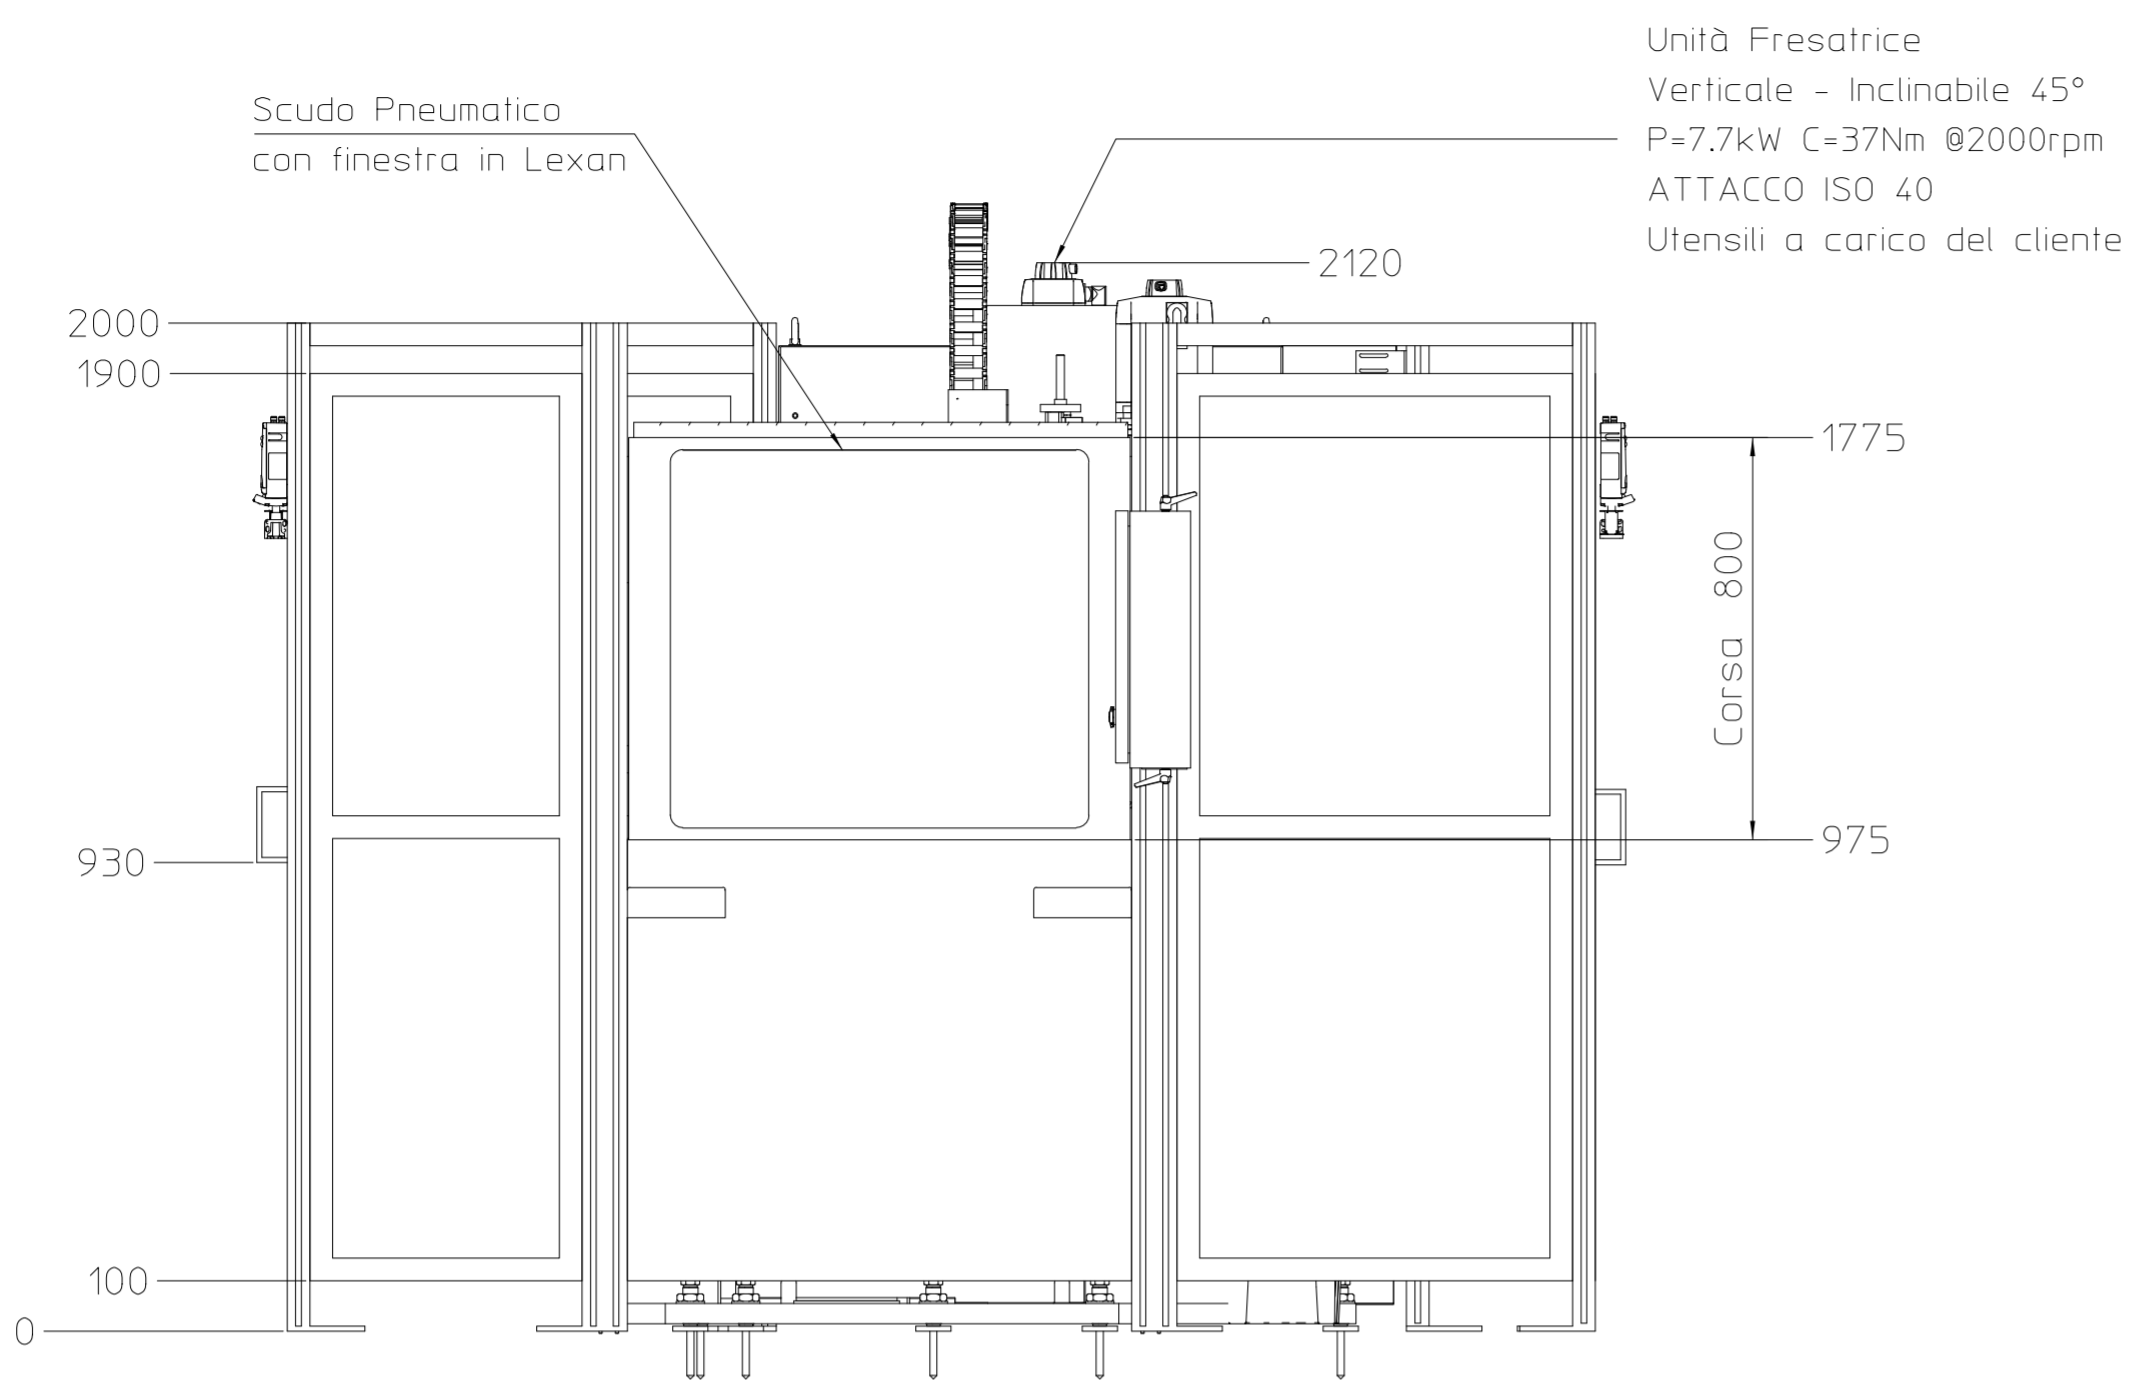 Unità Fresatrice
Verticale - Inclinabile 45°
P=7.7kW C=37Nm @2000rpm
ATTACCO ISO 40
Utensili a carico del cliente
Scudo Pneumatico
con finestra in Lexan
2120
2000
1900
1775
Corsa 800
975
930
100
0